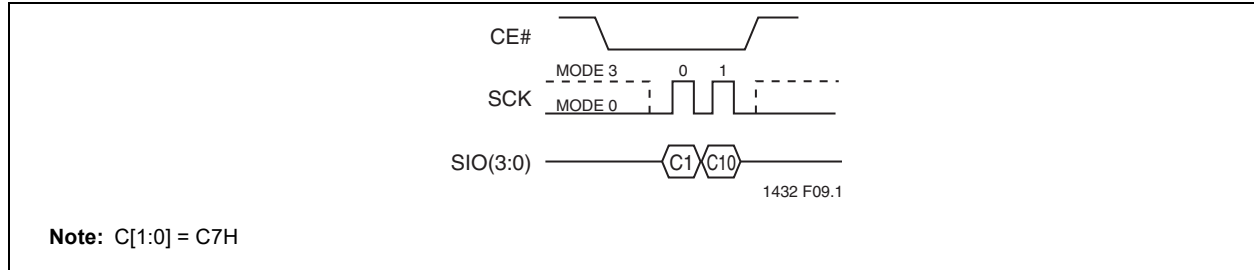 CE#
MODE 3 0 1
SCK
MODE 0
SIO(3:0) C1 C10
1432 F09.1
Note: C[1:0] = C7H